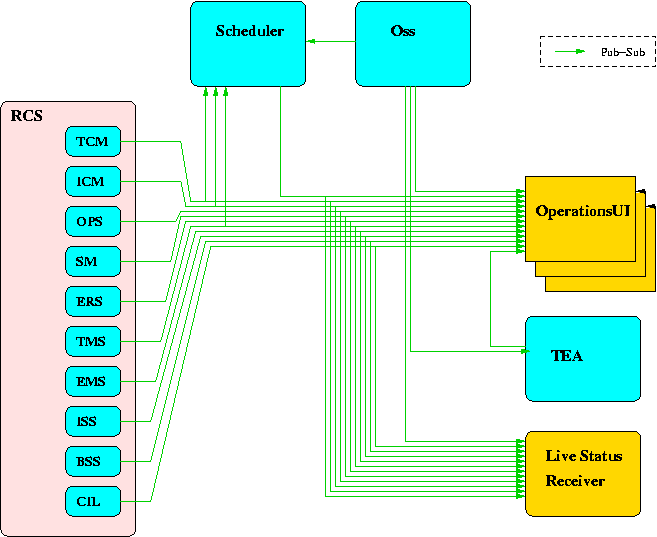 Scheduler
Oss
Pub-Sub
RCS
TCM
ICM
OPS
SM
ERS
TMS
EMS
ISS
BSS
CIL
OperationsUI
TEA
Live Status
Receiver